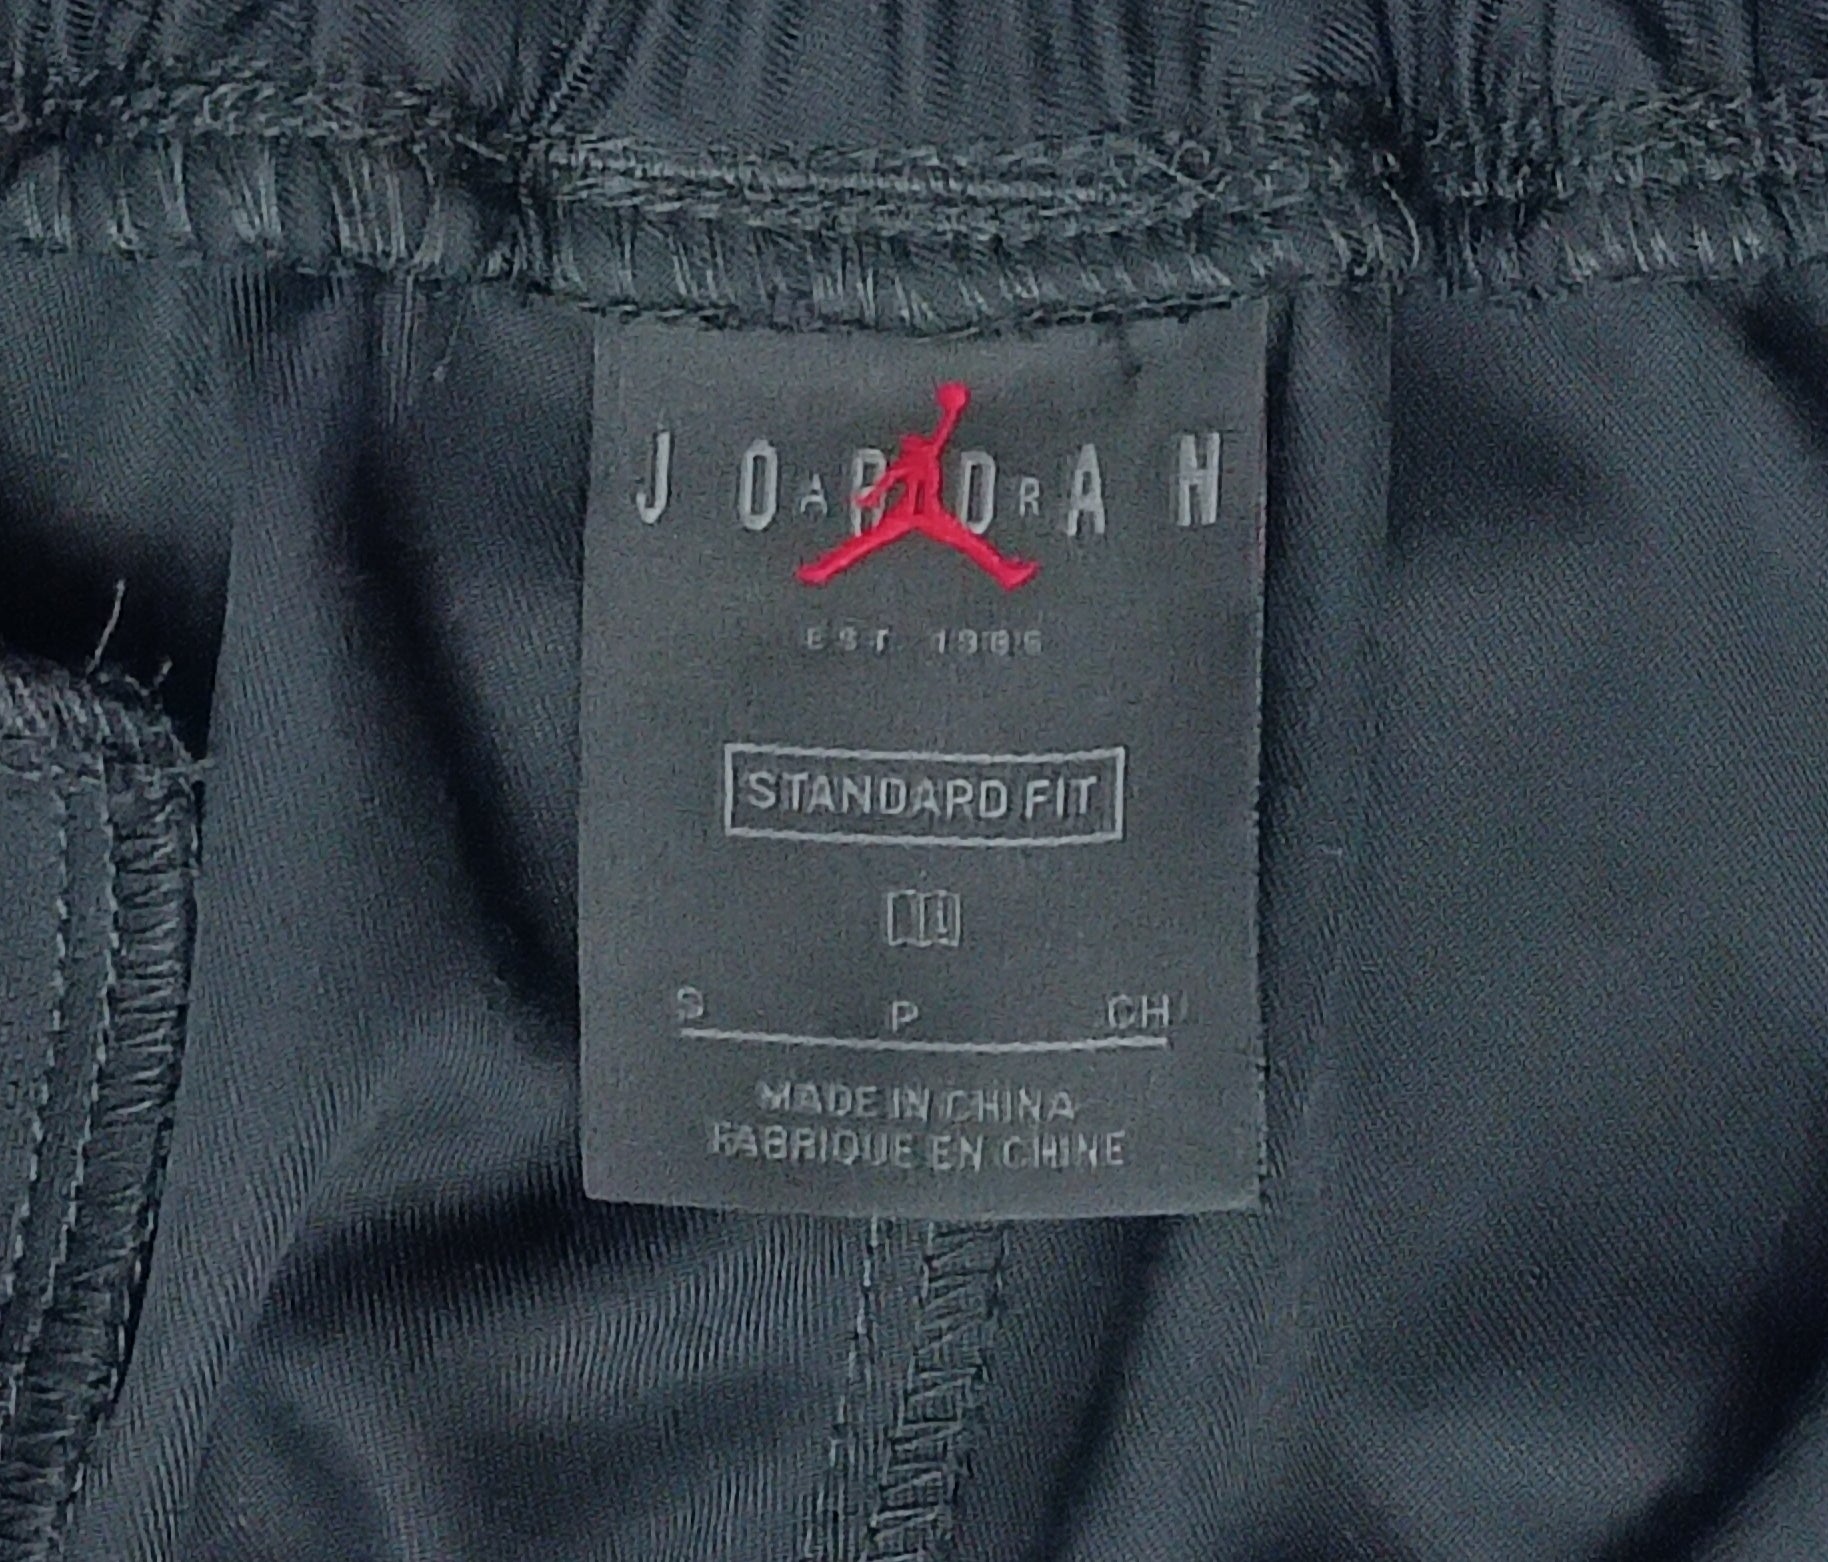 JORDAN
AIR
EST. 1985
STANDARD FIT
S P CH
MADE IN CHINA
FABRIQUE EN CHINE